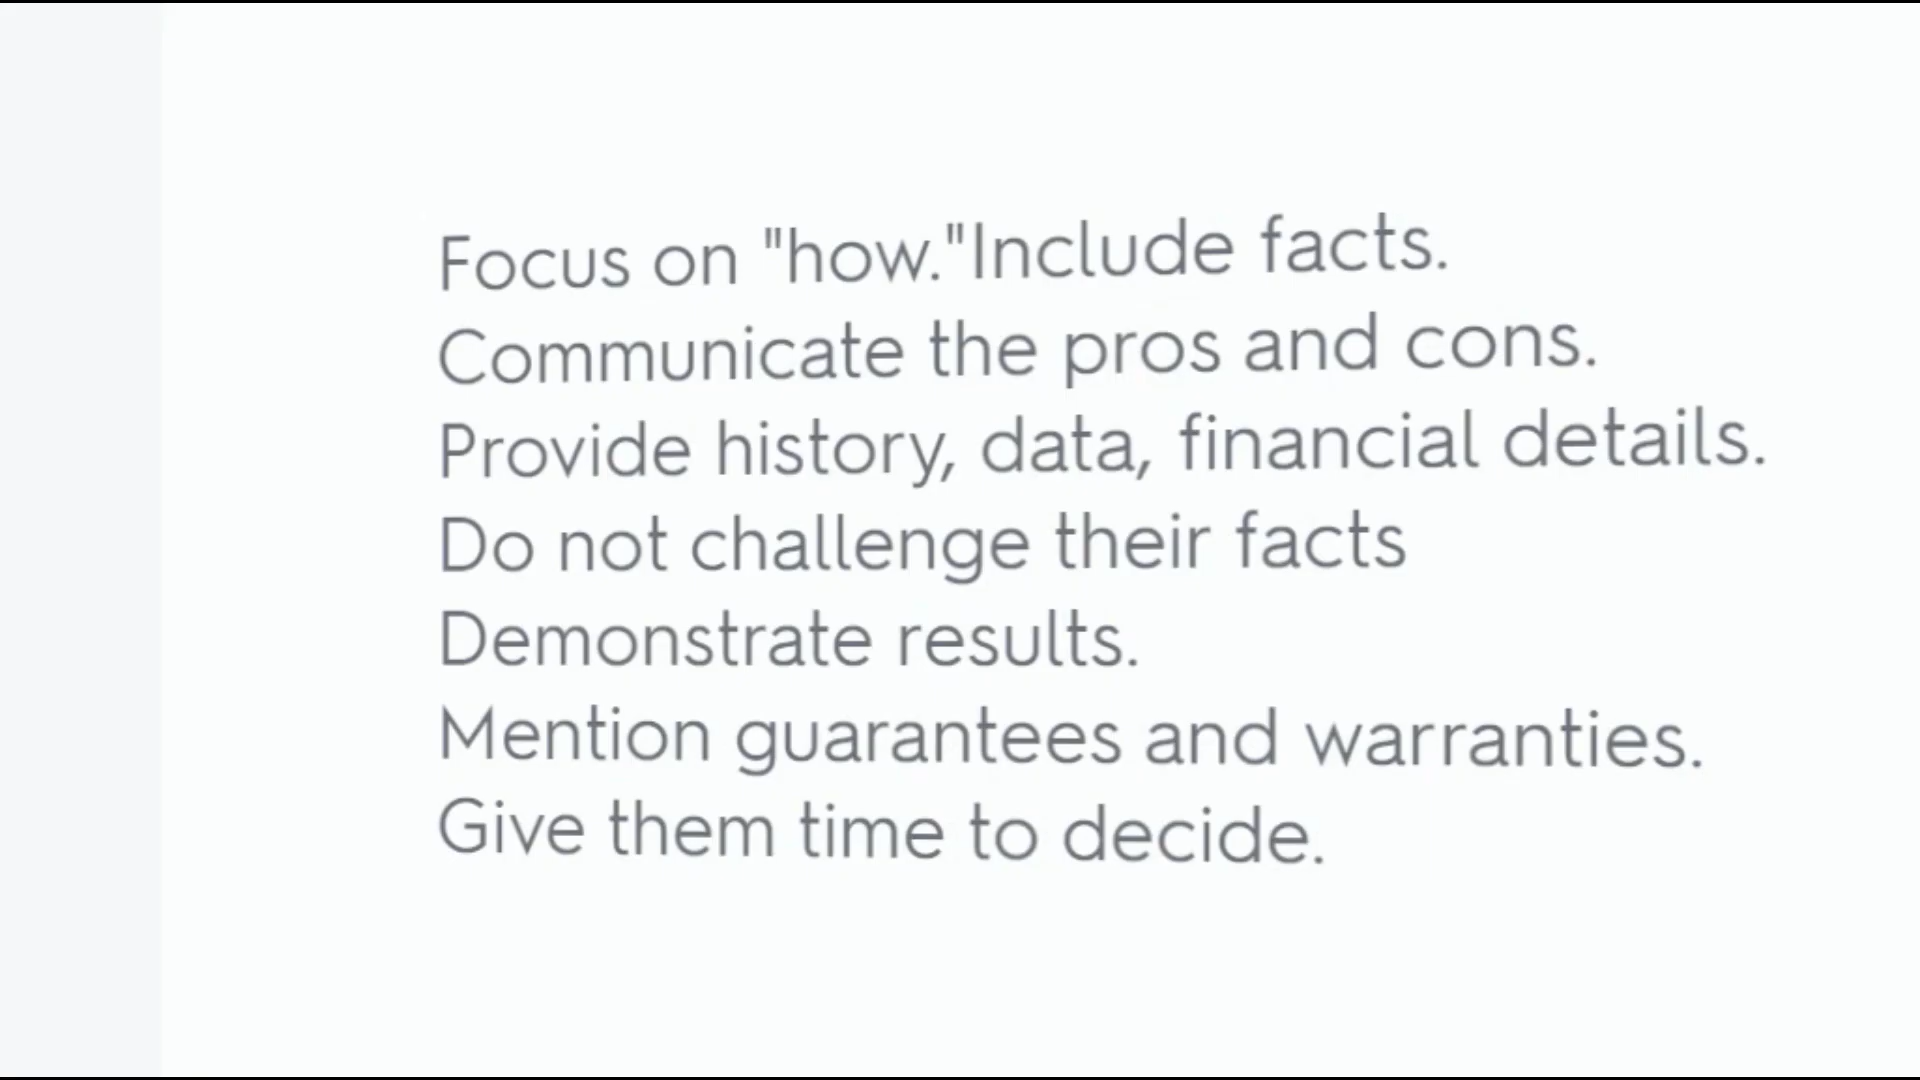 Focus on "how."Include facts.
Communicate the pros and cons.
Provide history, data, financial details.
Do not challenge their facts
Demonstrate results.
Mention guarantees and warranties.
Give them time to decide.